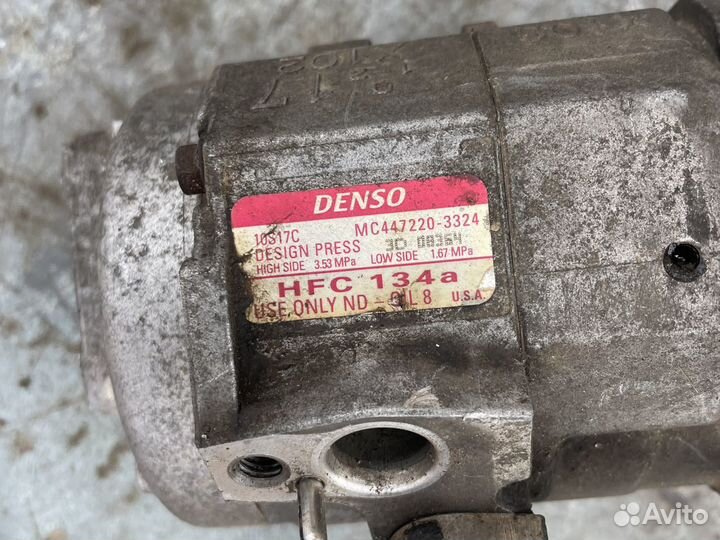 DENSO
10S17C MC447220-3324
DESIGN PRESS 3D 08364
HIGH SIDE 3.53 MPa LOW SIDE 1.67 MPa
HFC 134a
USE ONLY ND-OIL 8 U.S.A.
Avito